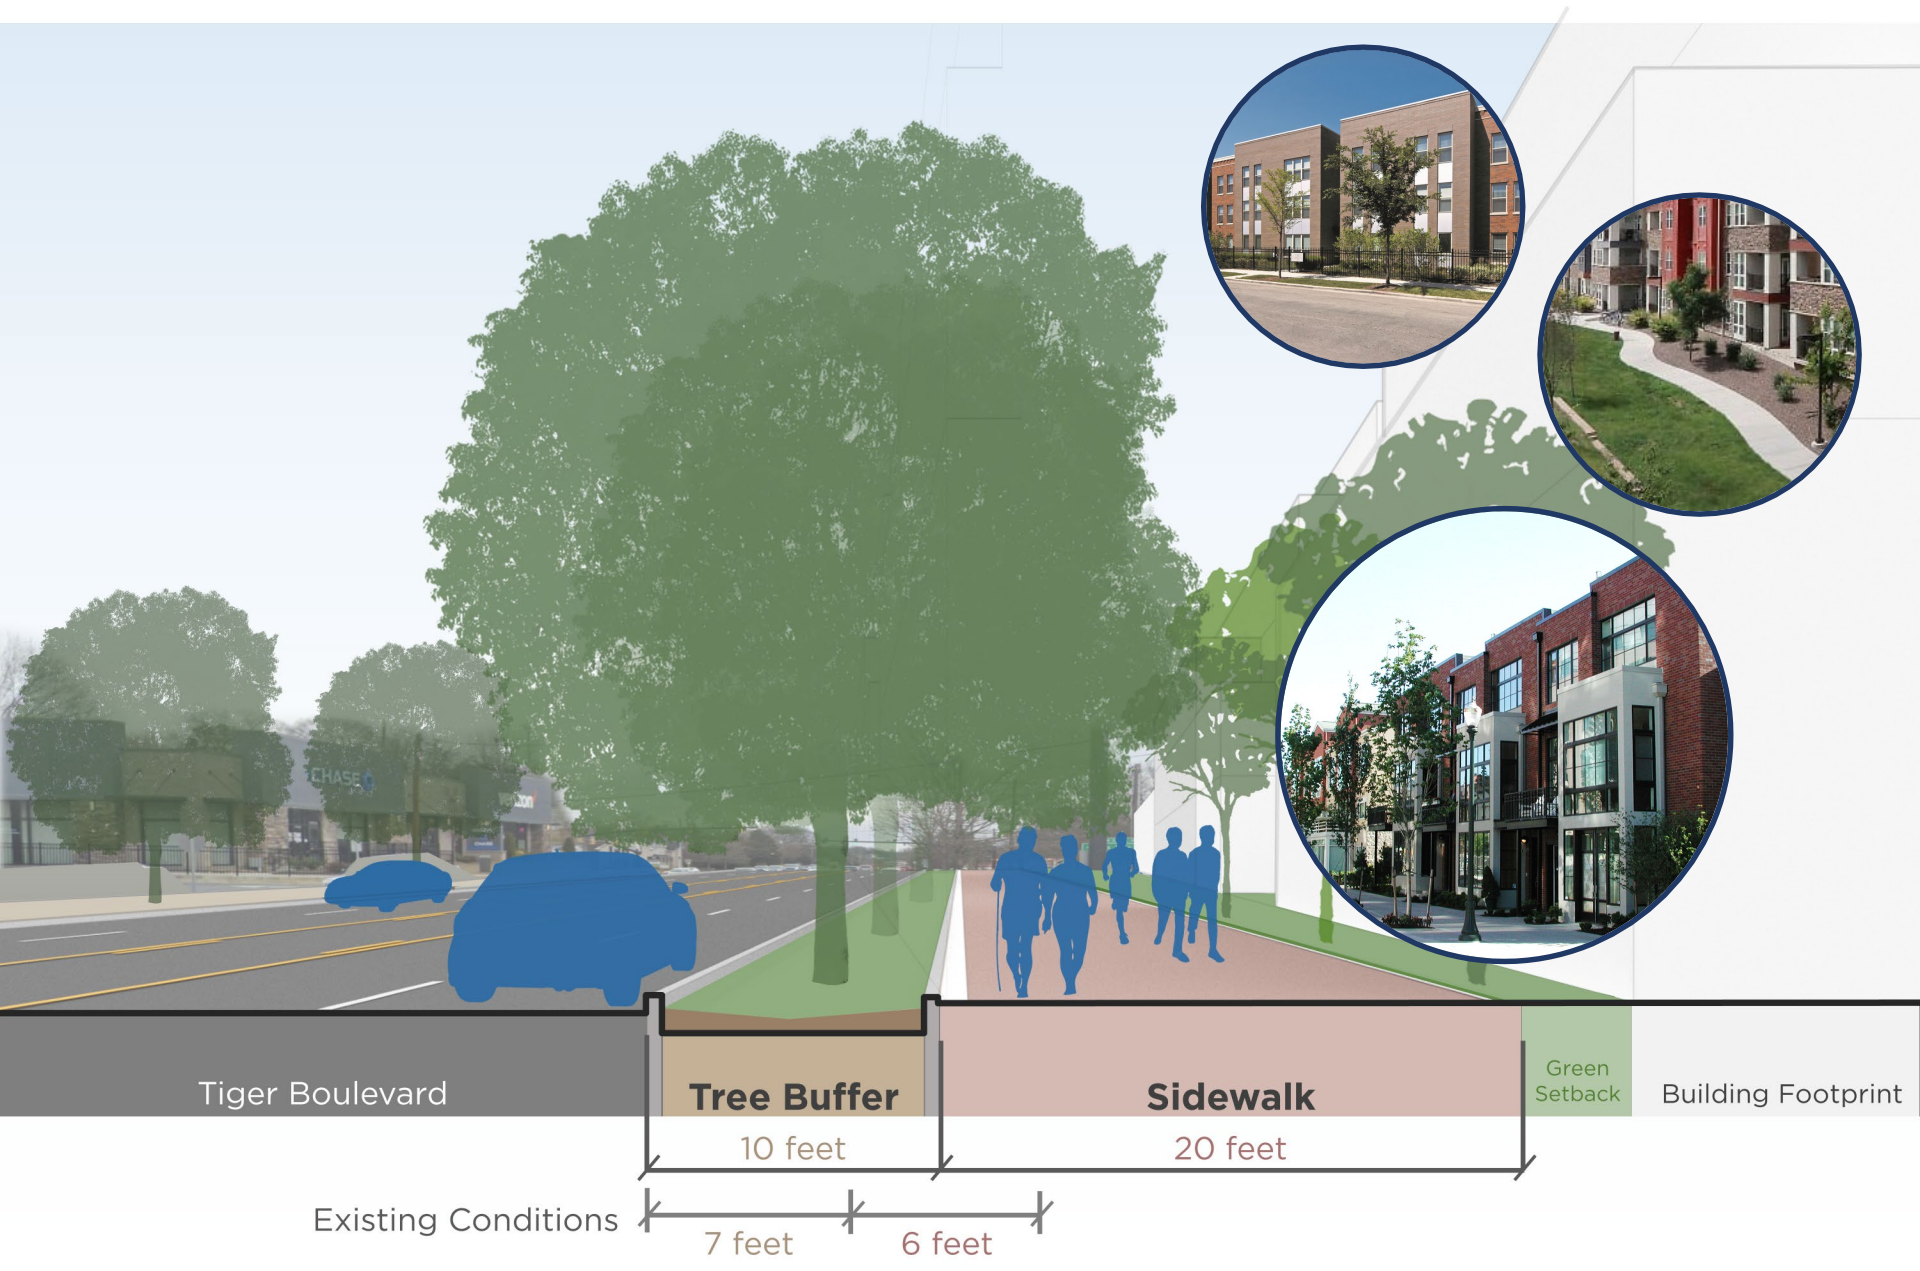 CHASE
Tiger Boulevard
Tree Buffer
Sidewalk
Green
Setback
Building Footprint
10 feet
20 feet
Existing Conditions
7 feet
6 feet